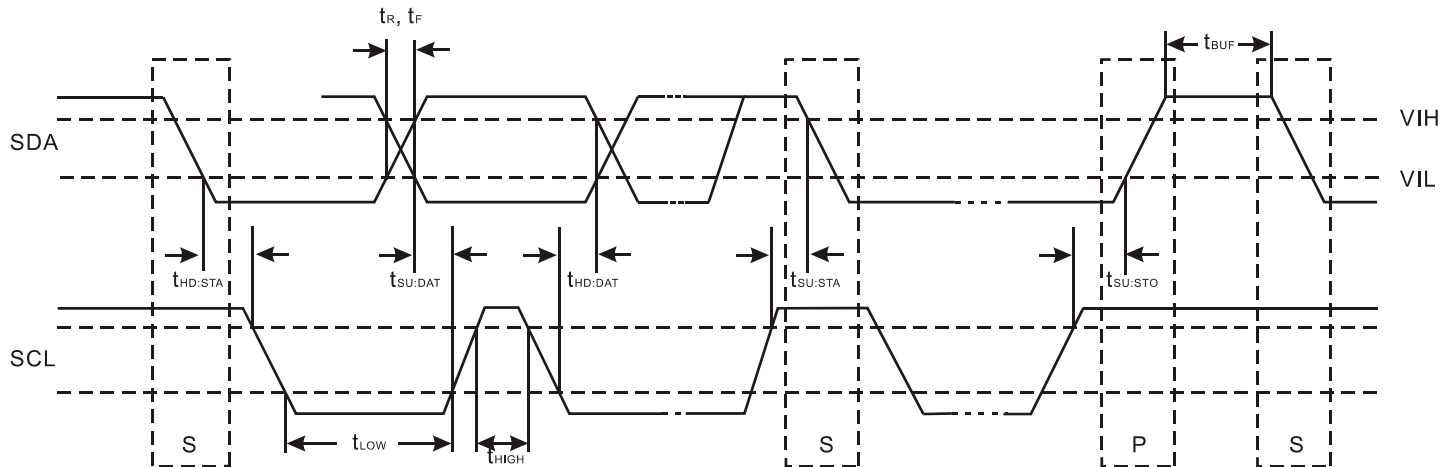 tR, tF
tBUF
SDA
VIH
VIL
tHD:STA
tSU:DAT
tHD:DAT
tSU:STA
tSU:STO
SCL
S
tLOW
tHIGH
S
P
S